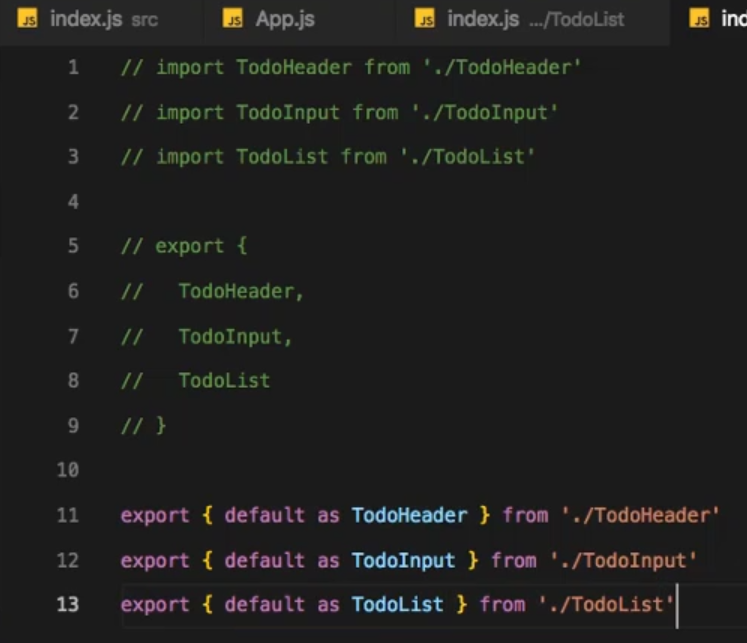 JS index.js src JS App.js JS index.js .../TodoList JS ind
1 // import TodoHeader from './TodoHeader'
2 // import TodoInput from './TodoInput'
3 // import TodoList from './TodoList'
4
5 // export {
6 //   TodoHeader,
7 //   TodoInput,
8 //   TodoList
9 // }
10
11 export { default as TodoHeader } from './TodoHeader'
12 export { default as TodoInput } from './TodoInput'
13 export { default as TodoList } from './TodoList'